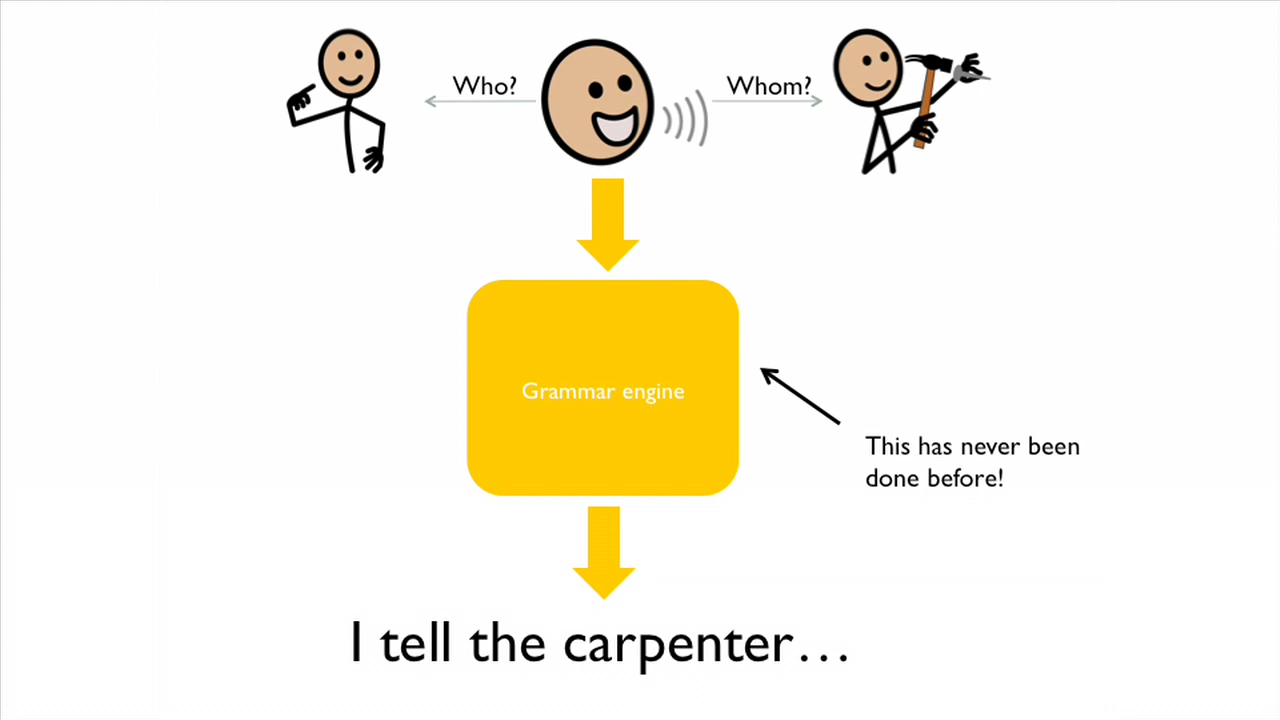 Who?
Whom?
Grammar engine
This has never been
done before!
I tell the carpenter…